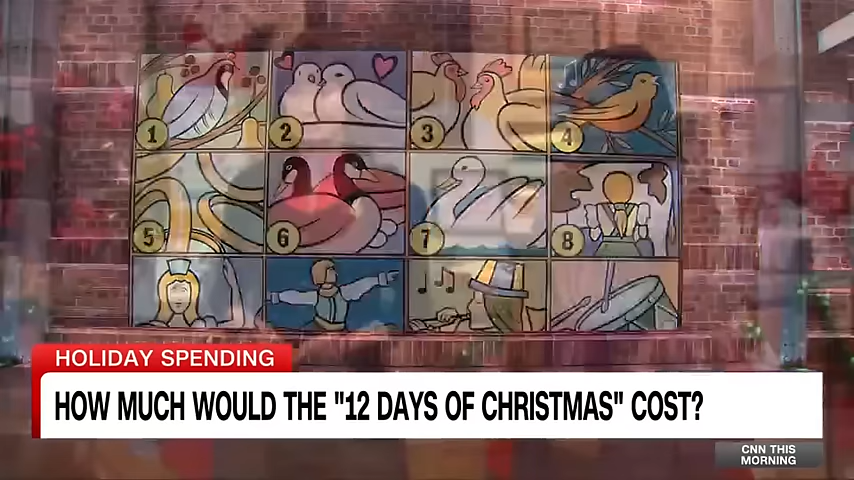 1
2
3
4
5
6
7
8
HOLIDAY SPENDING
HOW MUCH WOULD THE "12 DAYS OF CHRISTMAS" COST?
CNN THIS
MORNING